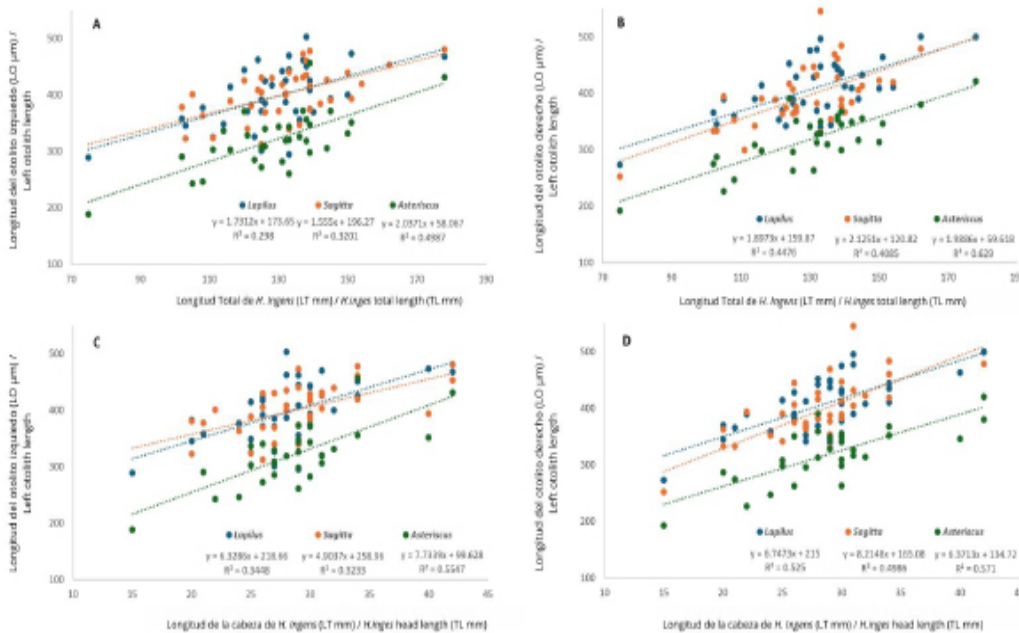 A
500
400
300
200
100
70
90
110
130
150
170
190
Longitud del otolito izquierdo (LO µm) /
Left otolith length
Lapilus
Sagitta
Asteriscus
y = 1.7312x + 173.65
y = 1.555x + 196.27
y = 2.0371x + 58.067
R² = 0.298
R² = 0.3201
R² = 0.4987
Longitud Total de H. Ingens (LT mm) / H.inges total length (TL mm)
B
500
400
300
200
100
70
90
110
130
150
170
190
Longitud del otolito derecho (LO µm) /
Left otolith length
Lapilus
Sagitta
Asteriscus
y = 1.8973x + 159.87
y = 2.1251x + 120.82
y = 1.9886x + 59.618
R² = 0.4476
R² = 0.4085
R² = 0.629
Longitud Total de H. Ingens (LT mm) / H.inges total length (TL mm)
C
500
400
300
200
100
10
15
20
25
30
35
40
45
Longitud del otolito izquierda (LO µm) /
Left otolith length
Lapilus
Sagitta
Asteriscus
y = 6.3286x + 218.66
y = 4.9037x + 258.96
y = 7.7339x + 99.628
R² = 0.3448
R² = 0.3233
R² = 0.5547
Longitud de la cabeza de H. Ingens (LT mm) / H.inges head length (TL mm)
D
500
400
300
200
100
10
15
20
25
30
35
40
Longitud del otolito derecho (LO µm) /
Left otolith length
Lapilus
Sagitta
Asteriscus
y = 6.7473x + 215
y = 8.2148x + 165.08
y = 6.3713x + 134.72
R² = 0.525
R² = 0.4986
R² = 0.571
Longitud de la cabeza de H. Ingens (LT mm) / H.inges head length (TL mm)